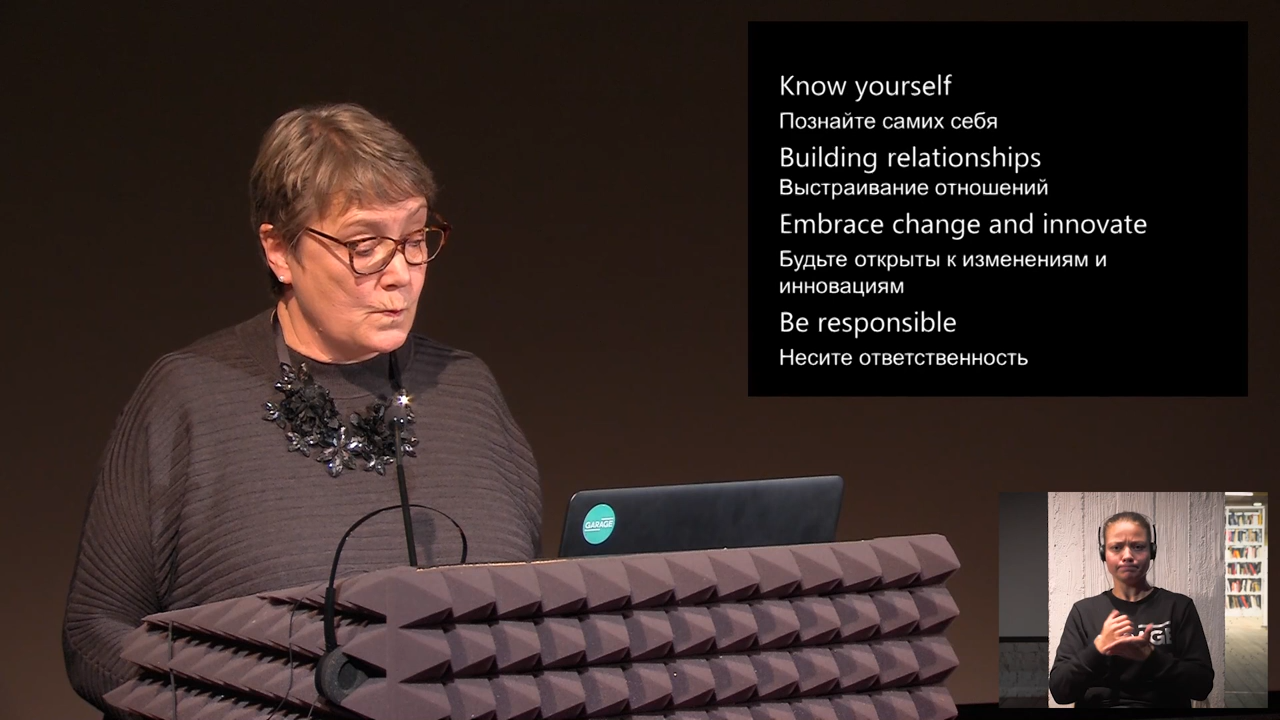 Know yourself
Познайте самих себя
Building relationships
Выстраивание отношений
Embrace change and innovate
Будьте открыты к изменениям и
инновациям
Be responsible
Несите ответственность
GARAGE